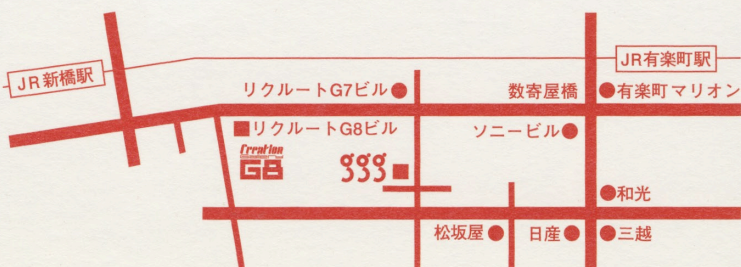 JR有楽町駅
JR新橋駅
リクルートG7ビル
数寄屋橋
有楽町マリオン
リクルートG8ビル
ソニービル
Creation
G8
ggg
和光
松坂屋
日産
三越